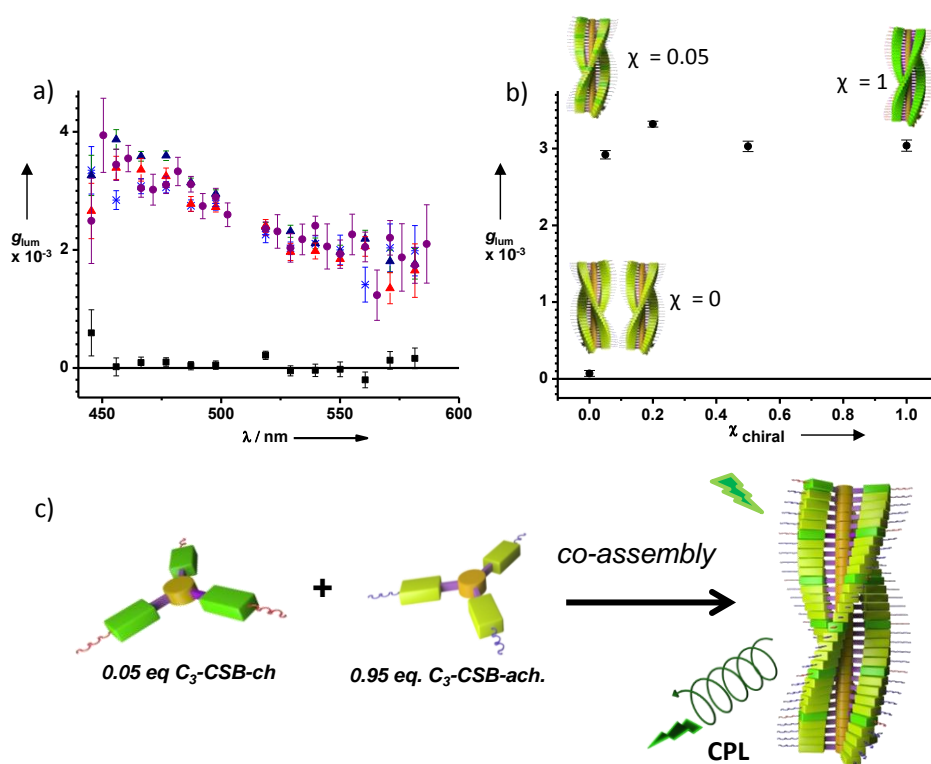 a)
4
2
0
g_lum
x 10⁻³
450
500
550
600
λ / nm
b)
χ = 0.05
χ = 1
χ = 0
3
2
1
0
g_lum
x 10⁻³
0.0
0.2
0.4
0.6
0.8
1.0
χ_chiral
c)
+
co-assembly
0.05 eq C₃-CSB-ch
0.95 eq. C₃-CSB-ach.
CPL